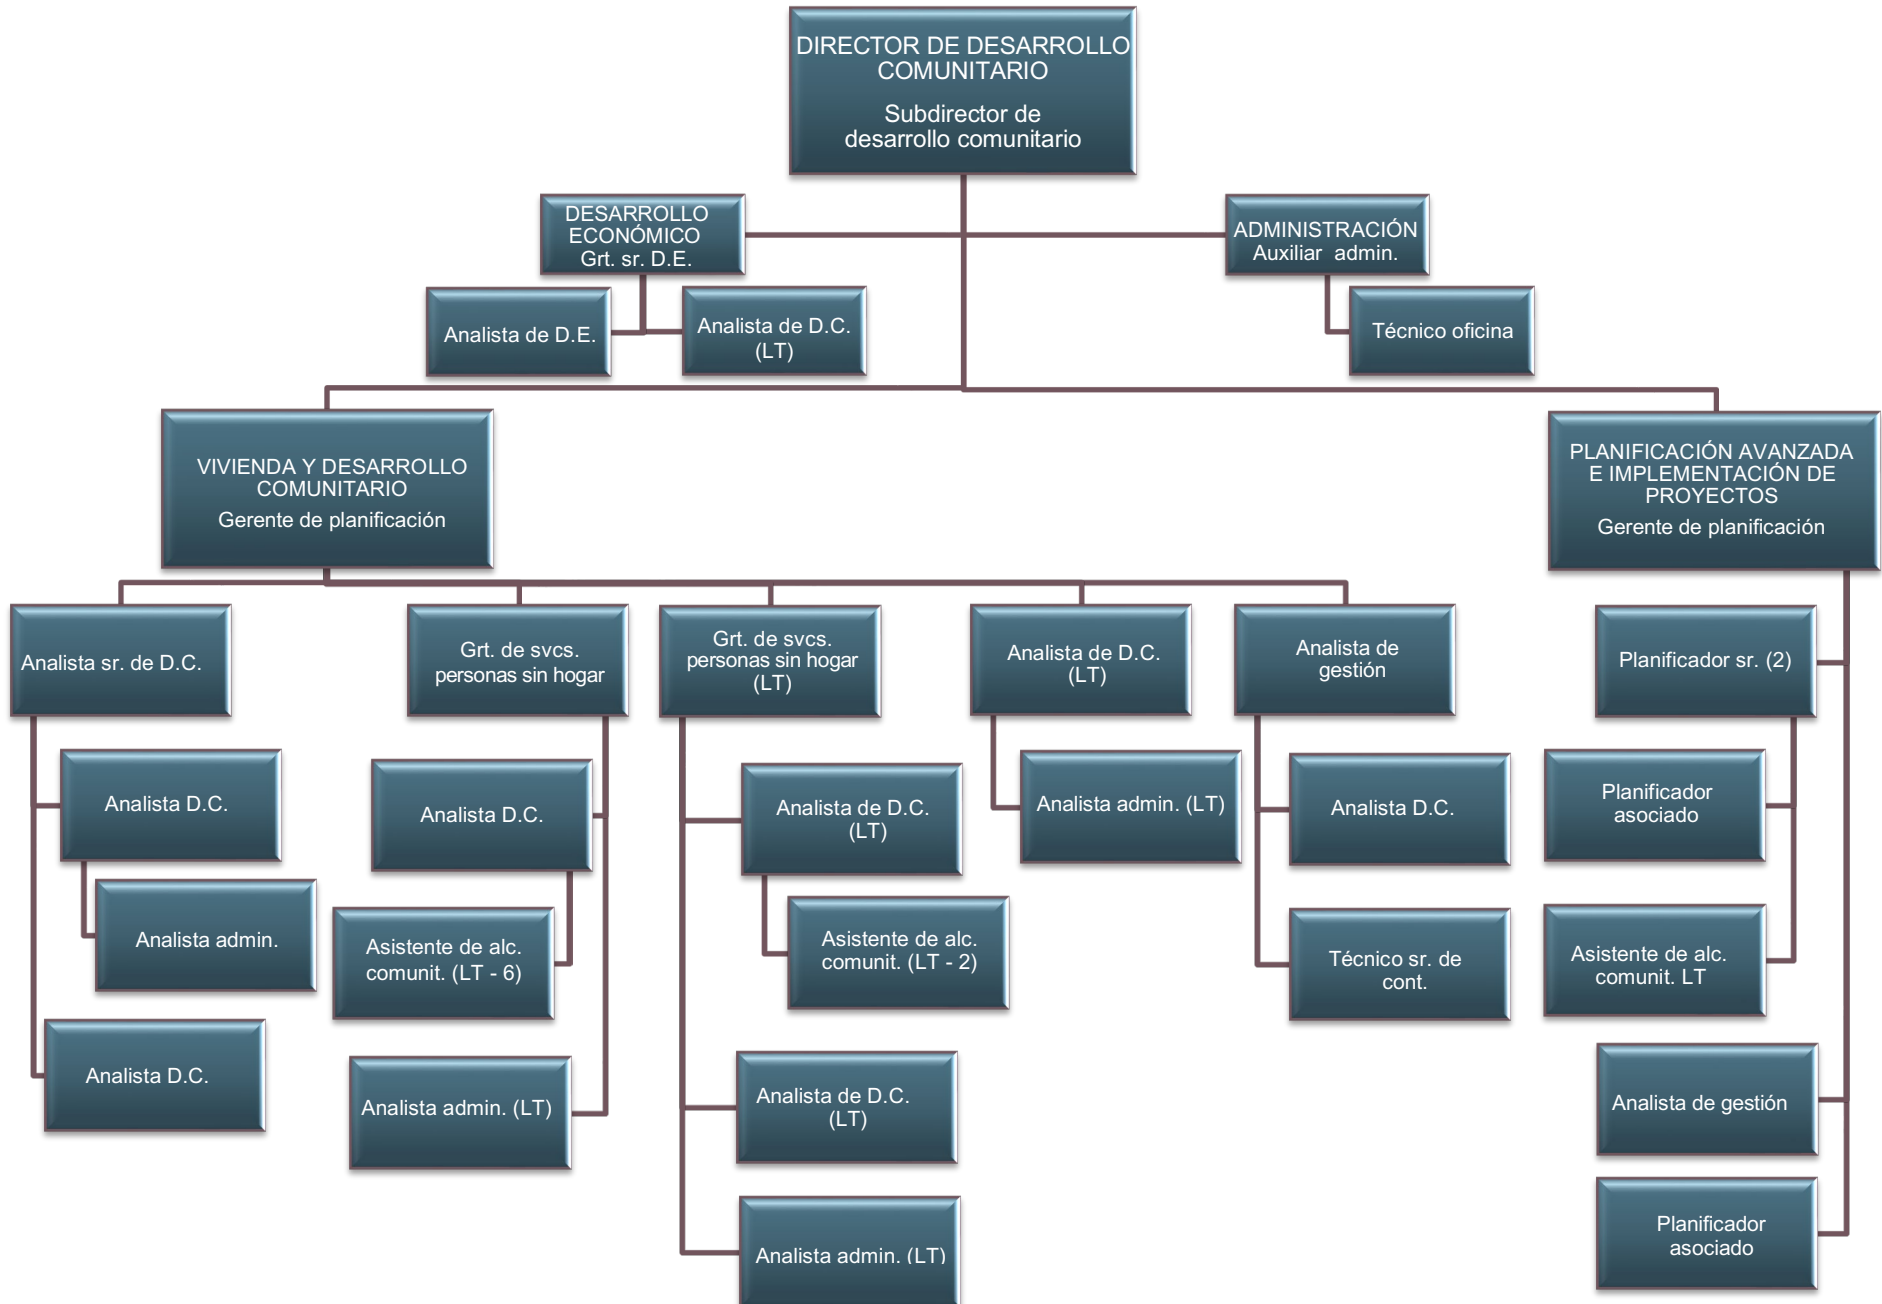 DIRECTOR DE DESARROLLO
COMUNITARIO
Subdirector de
desarrollo comunitario
DESARROLLO
ECONÓMICO
Grt. sr. D.E.
ADMINISTRACIÓN
Auxiliar admin.
Analista de D.E.
Analista de D.C.
(LT)
Técnico oficina
VIVIENDA Y DESARROLLO
COMUNITARIO
Gerente de planificación
PLANIFICACIÓN AVANZADA
E IMPLEMENTACIÓN DE
PROYECTOS
Gerente de planificación
Analista sr. de D.C.
Analista D.C.
Analista admin.
Analista D.C.
Grt. de svcs.
personas sin hogar
Analista D.C.
Asistente de alc.
comunit. (LT - 6)
Analista admin. (LT)
Grt. de svcs.
personas sin hogar
(LT)
Analista de D.C.
(LT)
Asistente de alc.
comunit. (LT - 2)
Analista de D.C.
(LT)
Analista admin. (LT)
Analista de D.C.
(LT)
Analista admin. (LT)
Analista de
gestión
Analista D.C.
Técnico sr. de
cont.
Planificador sr. (2)
Planificador
asociado
Asistente de alc.
comunit. LT
Analista de gestión
Planificador
asociado